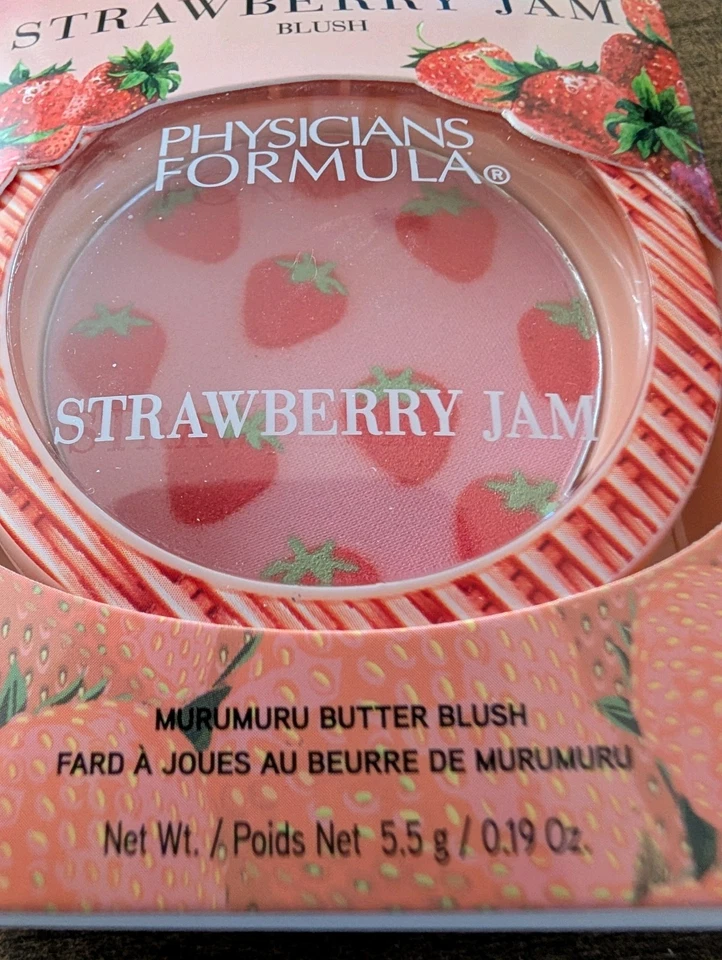 STRAWBERRY JAM
BLUSH
PHYSICIANS
FORMULA®
STRAWBERRY JAM
MURUMURU BUTTER BLUSH
FARD À JOUES AU BEURRE DE MURUMURU
Net Wt. / Poids Net 5.5 g / 0.19 Oz.